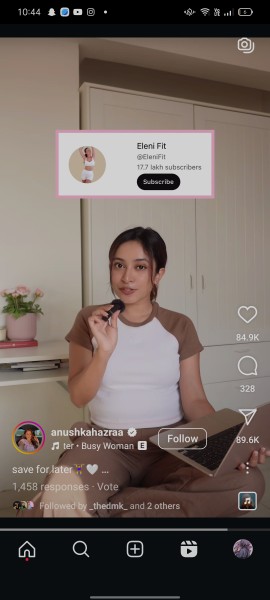 10:44
Eleni Fit
@EleniFit
17.7 lakh subscribers
Subscribe
84.9K
328
89.6K
anushkahazraa
ter • Busy Woman E
Follow
save for later 🎀🤍 ...
1,458 responses · Vote
Followed by _thedmk_ and 2 others